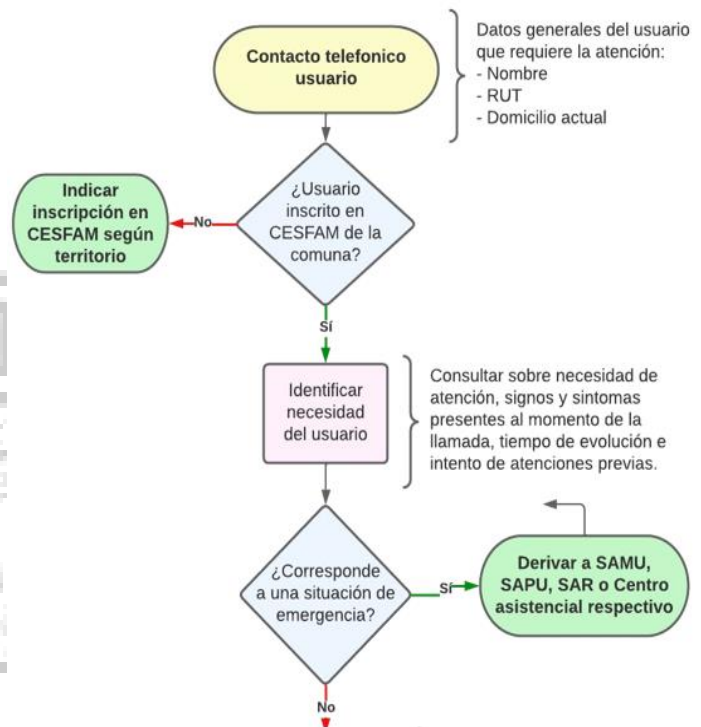 Contacto telefonico
usuario
Datos generales del usuario
que requiere la atención:
- Nombre
- RUT
- Domicilio actual
¿Usuario
inscrito en
CESFAM de la
comuna?
No
Indicar
inscripción en
CESFAM según
territorio
Sí
Identificar
necesidad
del usuario
Consultar sobre necesidad de
atención, signos y sintomas
presentes al momento de la
llamada, tiempo de evolución e
intento de atenciones previas.
¿Corresponde
a una situación de
emergencia?
Sí
Derivar a SAMU,
SAPU, SAR o Centro
asistencial respectivo
No